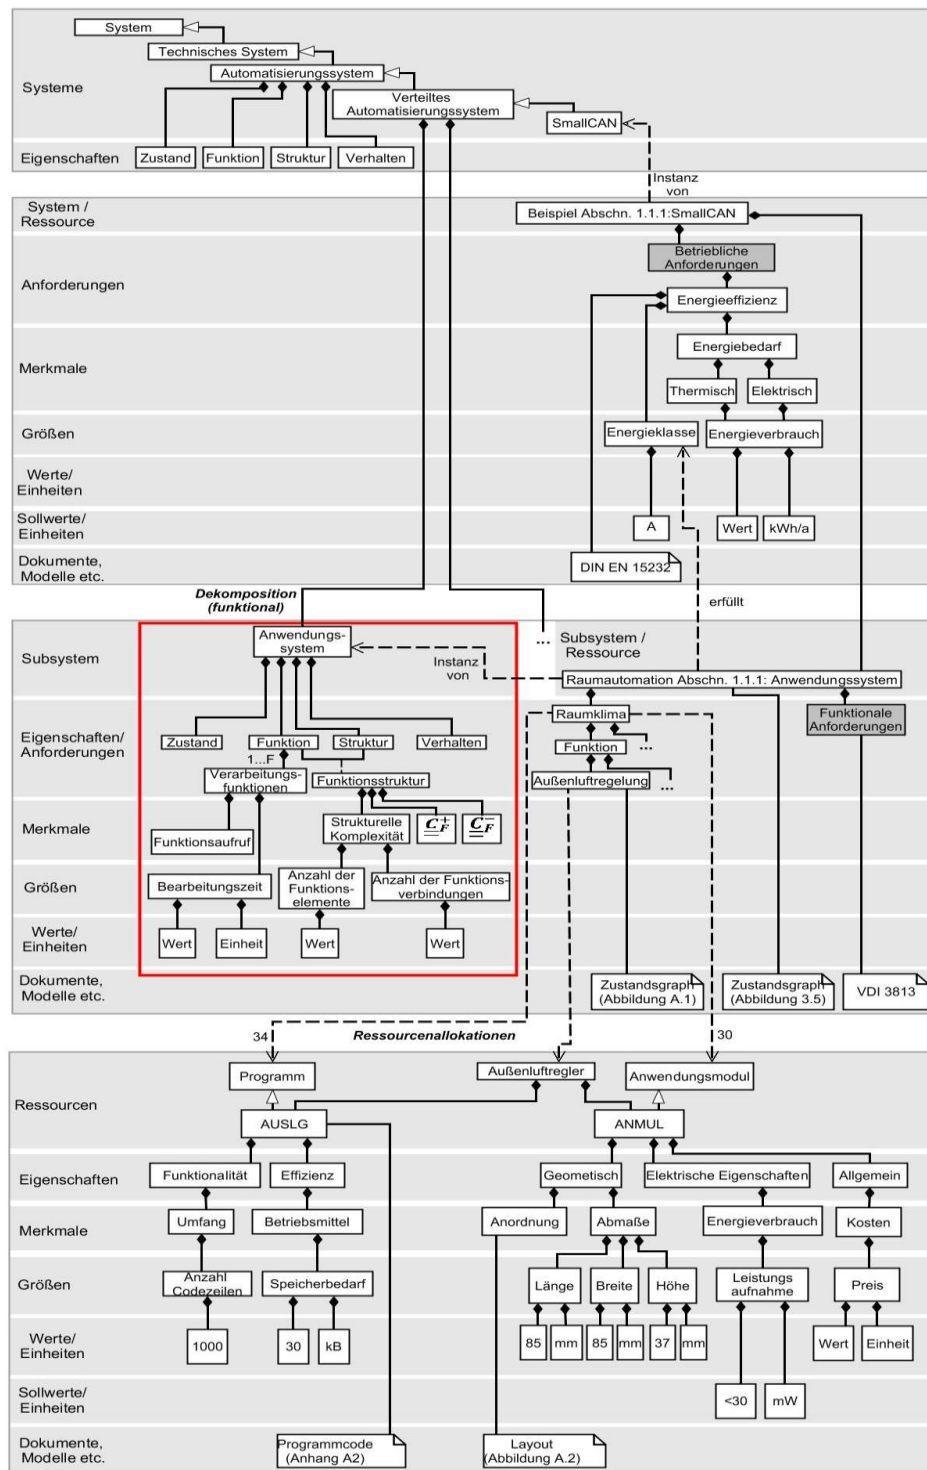 System
Technisches System
Automatisierungssystem
Systeme
Verteiltes
Automatisierungssystem
SmallCAN
Eigenschaften
Zustand
Funktion
Struktur
Verhalten
Instanz
von
System /
Ressource
Beispiel Abschn. 1.1.1:SmallCAN
Anforderungen
Betriebliche
Anforderungen
Energieeffizienz
Merkmale
Energiebedarf
Thermisch
Elektrisch
Größen
Energieklasse
Energieverbrauch
Werte/
Einheiten
Sollwerte/
Einheiten
A
Wert
kWh/a
Dokumente,
Modelle etc.
DIN EN 15232
Dekomposition
(funktional)
erfüllt
Subsystem
Anwendungs-
system
...
Subsystem /
Ressource
Instanz
von
Raumautomation Abschn. 1.1.1: Anwendungssystem
Eigenschaften/
Anforderungen
Zustand
Funktion
Struktur
Verhalten
Raumklima
Funktionale
Anforderungen
Funktion
...
1...F
Verarbeitungs-
funktionen
Funktionsstruktur
Außenluftregelung
...
Merkmale
Funktionsaufruf
Strukturelle
Komplexität
C_F^+
C_F^-
Größen
Bearbeitungszeit
Anzahl der
Funktions-
elemente
Anzahl der Funktions-
verbindungen
Werte/
Einheiten
Wert
Einheit
Wert
Wert
Dokumente,
Modelle etc.
Zustandsgraph
(Abbildung A.1)
Zustandsgraph
(Abbildung 3.5)
VDI 3813
34
Ressourcenallokationen
30
Ressourcen
Programm
Außenluftregler
Anwendungsmodul
AUSLG
ANMUL
Eigenschaften
Funktionalität
Effizienz
Geometisch
Elektrische Eigenschaften
Allgemein
Merkmale
Umfang
Betriebsmittel
Anordnung
Abmaße
Energieverbrauch
Kosten
Größen
Anzahl
Codezeilen
Speicherbedarf
Länge
Breite
Höhe
Leistungs
aufnahme
Preis
Werte/
Einheiten
1000
30
kB
85
mm
85
mm
37
mm
Wert
Einheit
Sollwerte/
Einheiten
<30
mW
Dokumente,
Modelle etc.
Programmcode
(Anhang A2)
Layout
(Abbildung A.2)